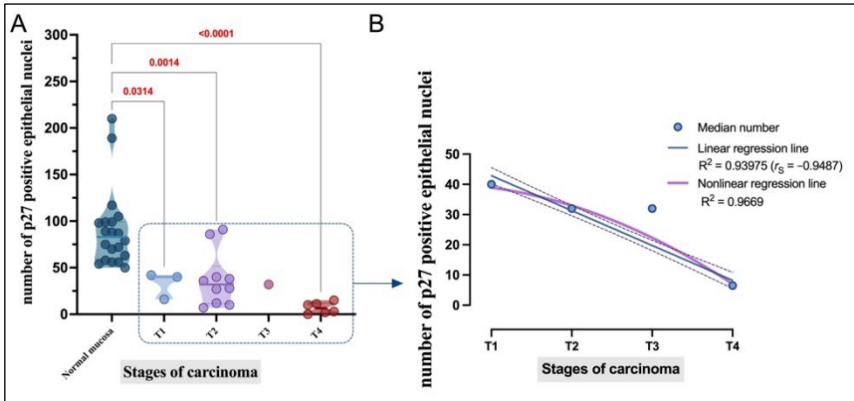 A
B
number of p27 positive epithelial nuclei
300
250
200
150
100
50
0
<0.0001
0.0014
0.0314
Normal mucosa
T1
T2
T3
T4
Stages of carcinoma
number of p27 positive epithelial nuclei
50
40
30
20
10
0
Median number
Linear regression line
R² = 0.93975 (rS = –0.9487)
Nonlinear regression line
R² = 0.9669
T1
T2
T3
T4
Stages of carcinoma